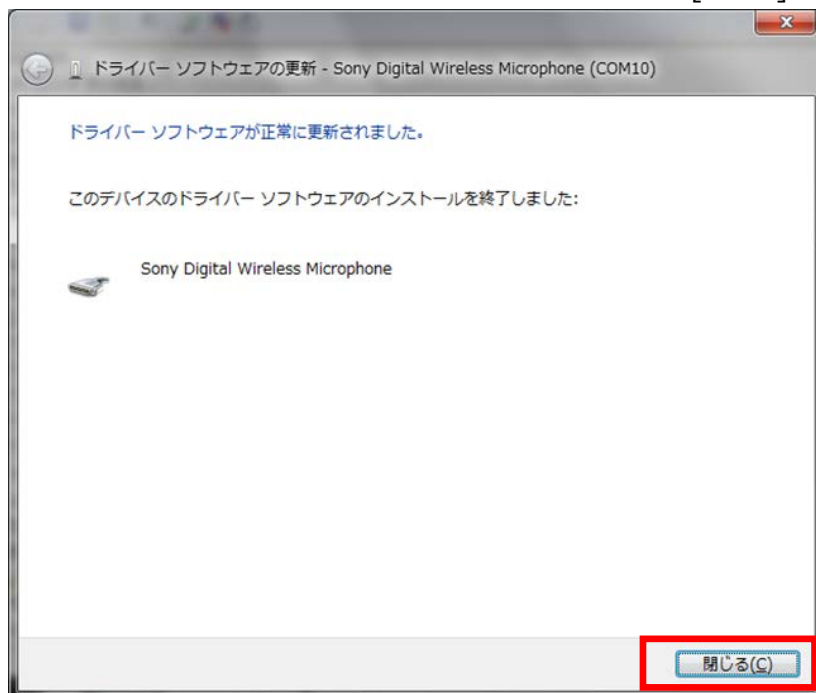 ドライバー ソフトウェアの更新 - Sony Digital Wireless Microphone (COM10)
ドライバー ソフトウェアが正常に更新されました。
このデバイスのドライバー ソフトウェアのインストールを終了しました:
Sony Digital Wireless Microphone
閉じる(C)